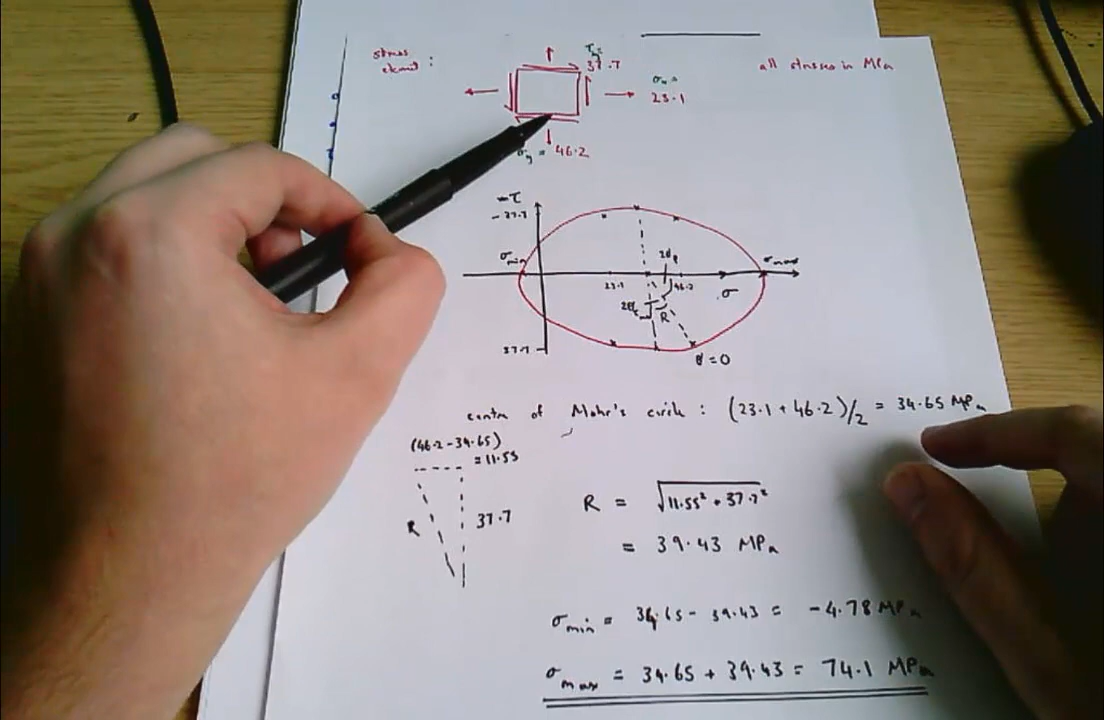 stress
element :
τxy =
37.7
all stresses in MPa
σx =
23.1
σy = 46.2
-τ
-37.7
σmin
2θp
σmax
23.1
46.2
σ
R
37.7
θ=0
centre of Mohr's circle : (23.1 + 46.2)/2 = 34.65 MPa
(46.2-34.65)
= 11.55
R
37.7
R = √11.55² + 37.7²
= 39.43 MPa
σmin = 34.65 - 39.43 = -4.78 MPa
σmax = 34.65 + 39.43 = 74.1 MPa